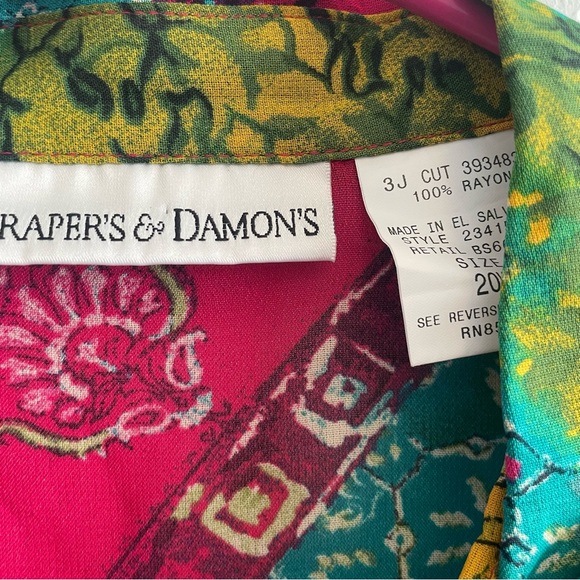 RAPER'S & DAMON'S
3J CUT 39348
100% RAYON
MADE IN EL SAL
STYLE 2341
RETAIL BS6
SIZE
20
SEE REVERS
RN85